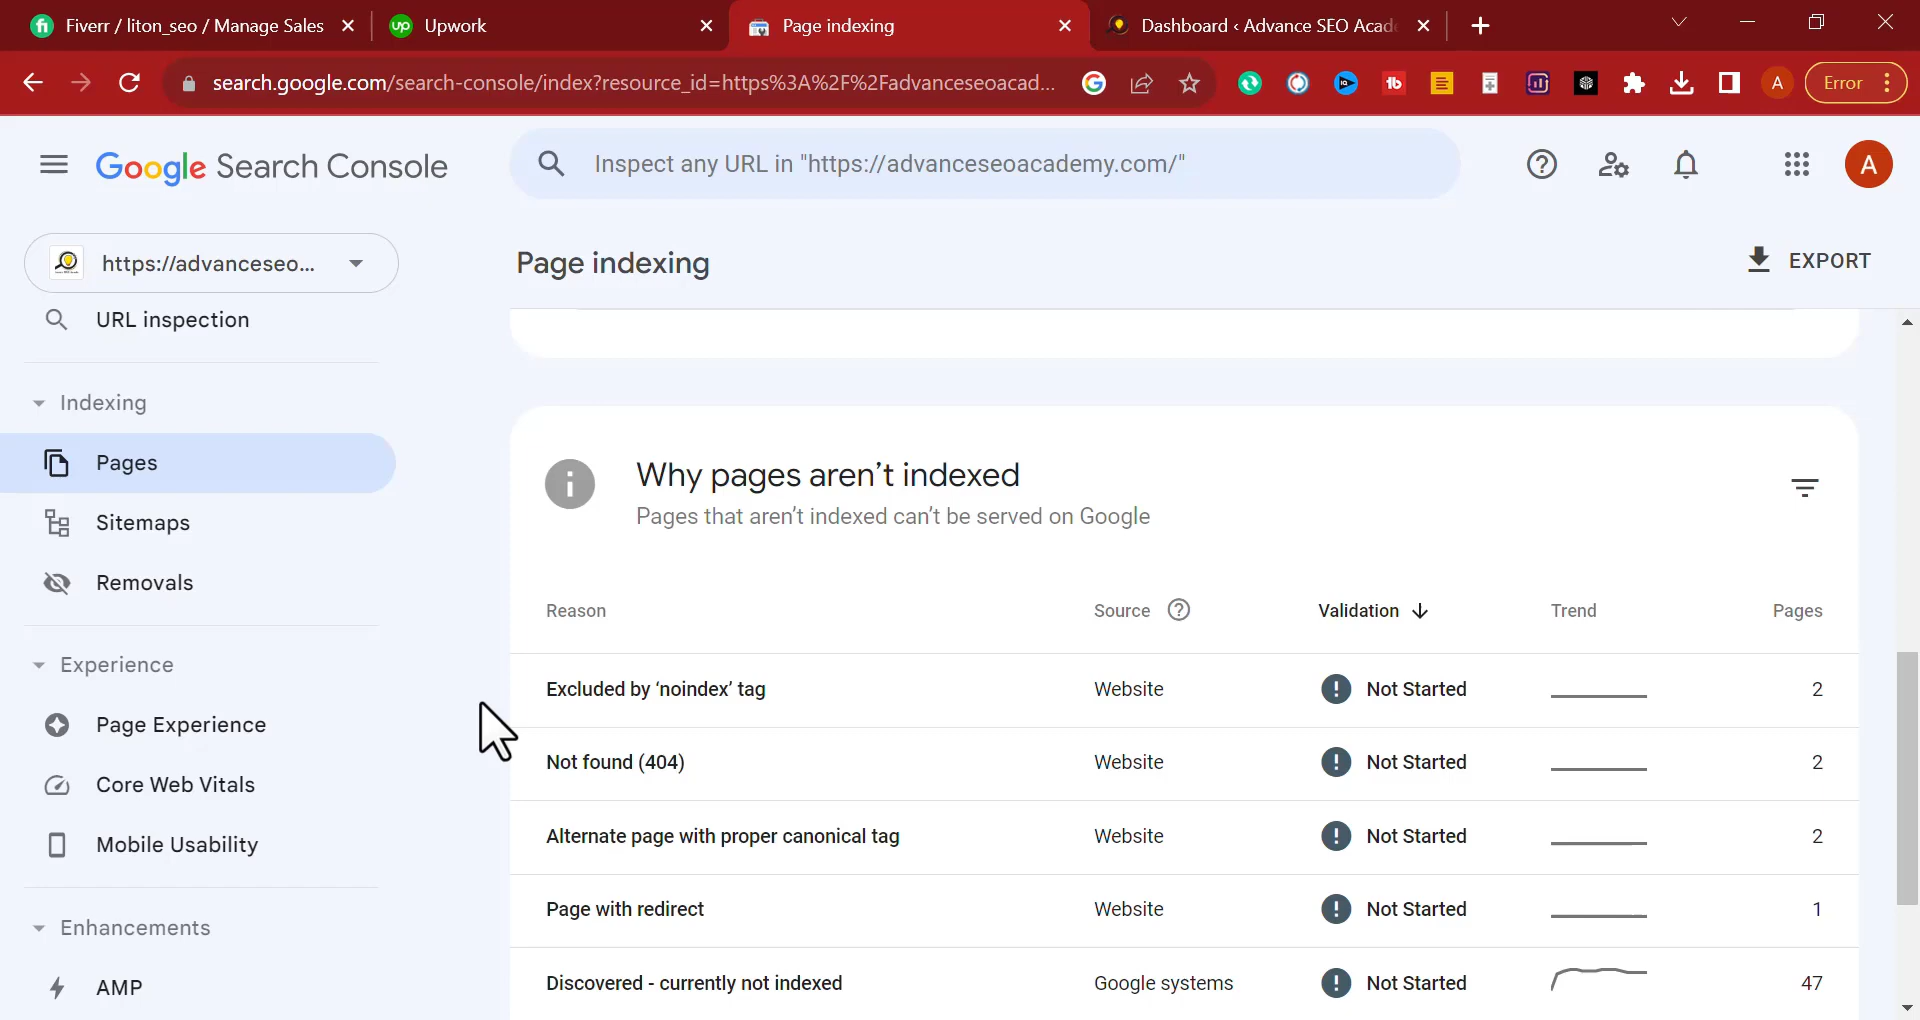 Fiverr / liton_seo / Manage Sales
Upwork
Page indexing
Dashboard ‹ Advance SEO Acad
search.google.com/search-console/index?resource_id=https%3A%2F%2Fadvanceseoacad...
Error
Google Search Console
Inspect any URL in "https://advanceseoacademy.com/"
A
https://advanceseo...
Page indexing
EXPORT
URL inspection
Indexing
Pages
Sitemaps
Removals
Experience
Page Experience
Core Web Vitals
Mobile Usability
Enhancements
AMP
Why pages aren't indexed
Pages that aren't indexed can't be served on Google
Reason Source Validation Trend Pages
Excluded by ‘noindex’ tag Website Not Started 2
Not found (404) Website Not Started 2
Alternate page with proper canonical tag Website Not Started 2
Page with redirect Website Not Started 1
Discovered - currently not indexed Google systems Not Started 47